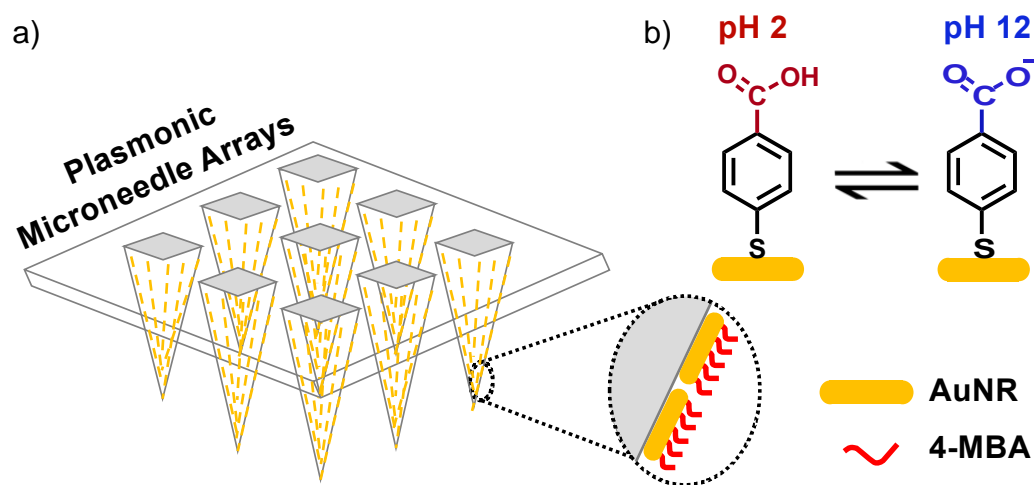 a)
Plasmonic
Microneedle Arrays
b)
pH 2
pH 12
O
OH
C
S
O
O⁻
C
S
AuNR
4-MBA